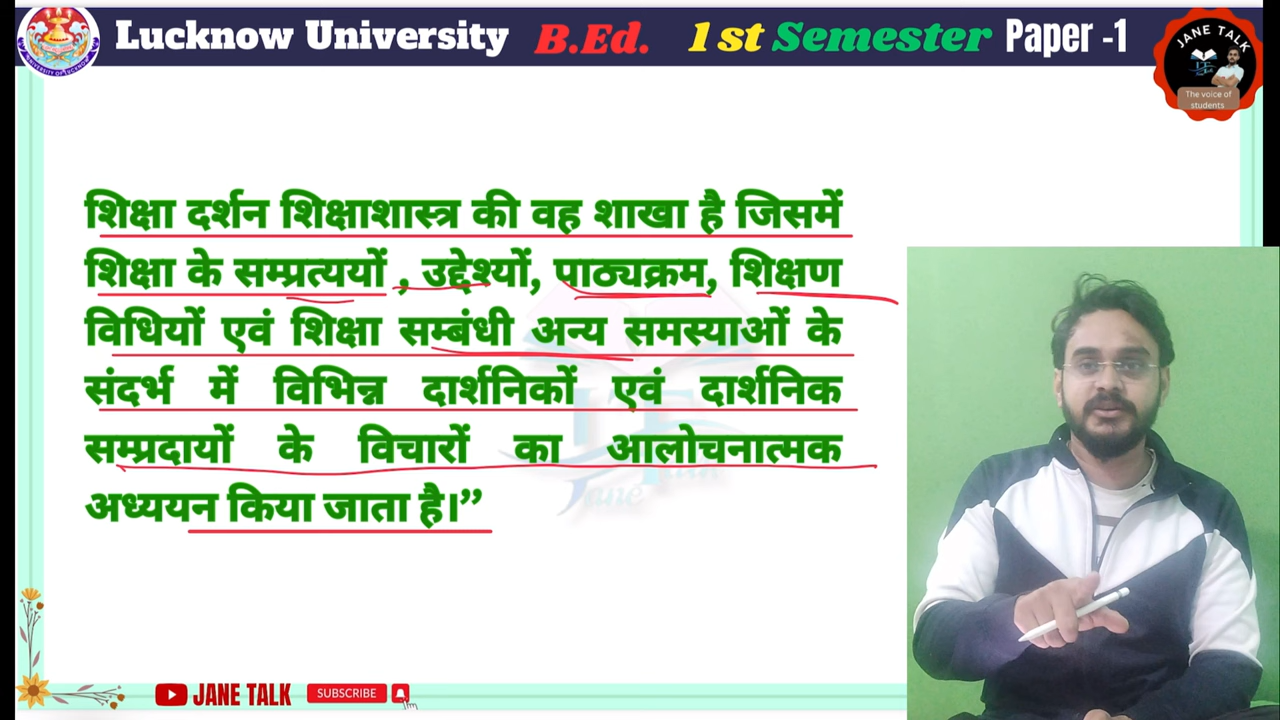 Lucknow University B.Ed. 1st Semester Paper -1
JANE TALK
The voice of
students
शिक्षा दर्शन शिक्षाशास्त्र की वह शाखा है जिसमें
शिक्षा के सम्प्रत्ययों , उद्देश्यों, पाठ्यक्रम, शिक्षण
विधियों एवं शिक्षा सम्बंधी अन्य समस्याओं के
संदर्भ में विभिन्न दार्शनिकों एवं दार्शनिक
सम्प्रदायों के विचारों का आलोचनात्मक
अध्ययन किया जाता है।”
JANE TALK SUBSCRIBE